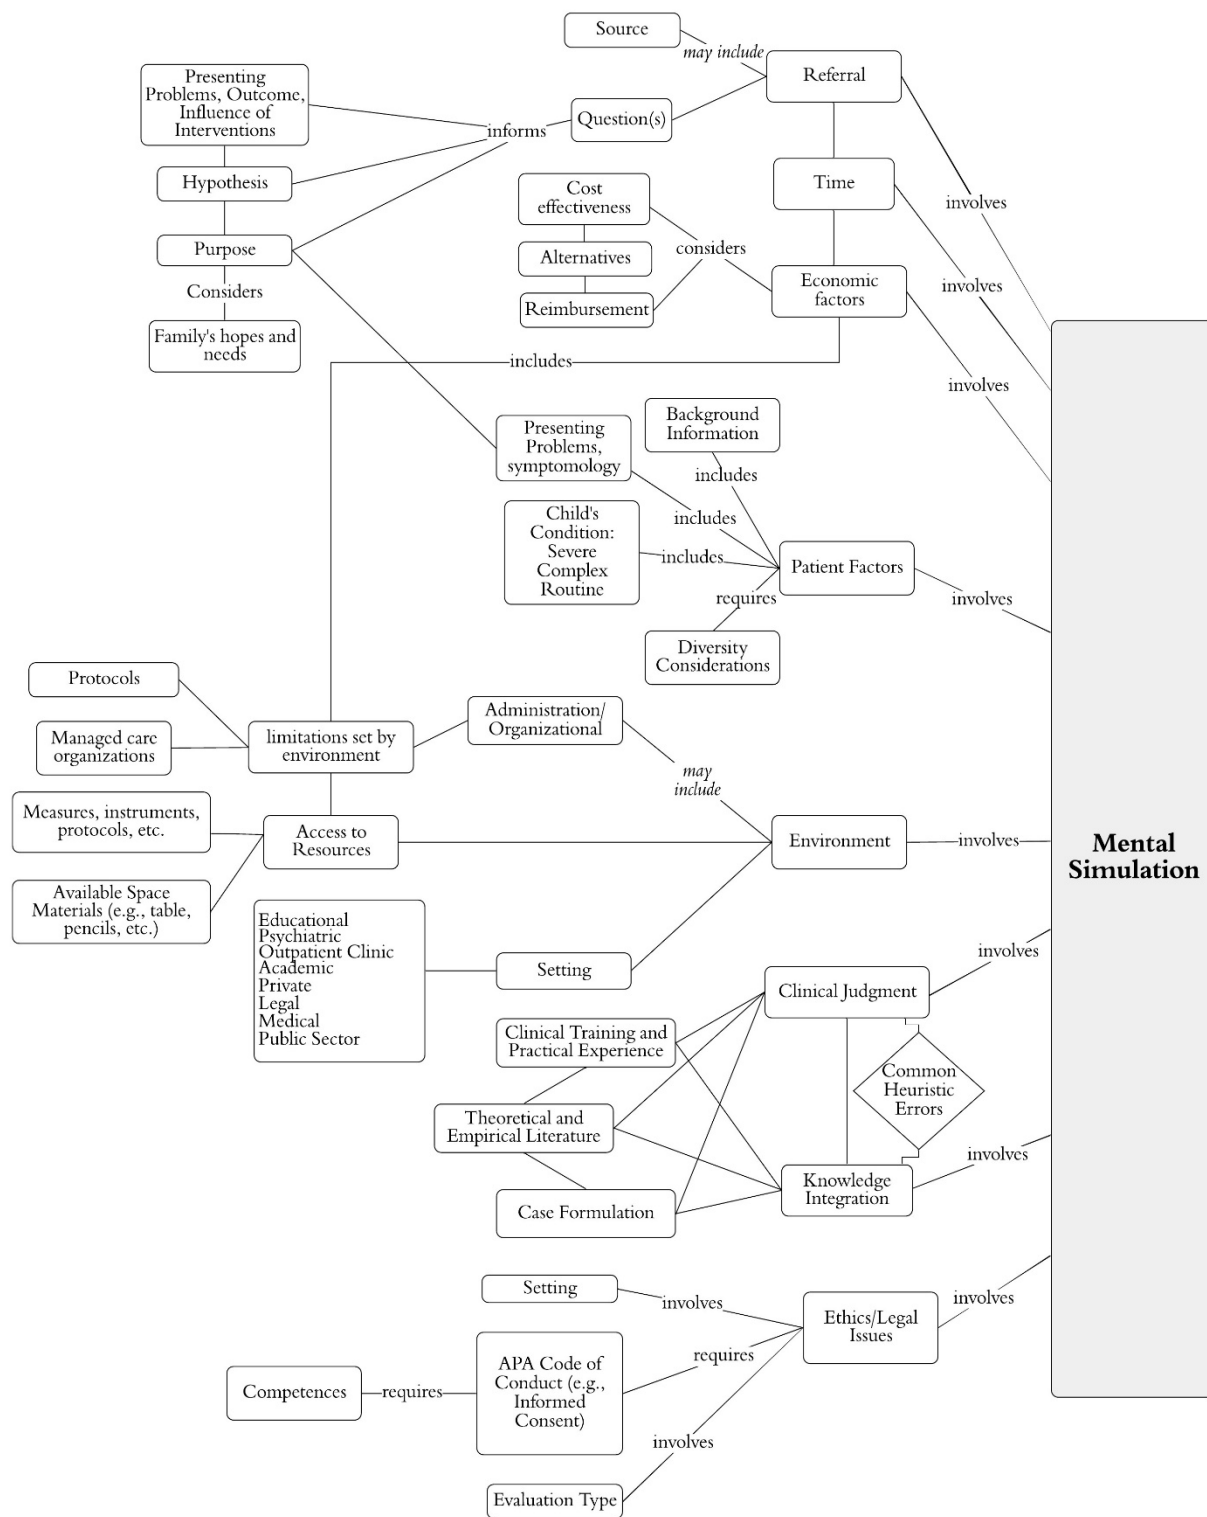 Source
may include
Referral
Presenting
Problems, Outcome,
Influence of
Interventions
informs
Question(s)
Hypothesis
Time
involves
Cost
effectiveness
Purpose
Alternatives
considers
Considers
Reimbursement
Economic
factors
involves
Family's hopes and
needs
includes
involves
Background
Information
Presenting
Problems,
symptomology
includes
includes
Child's
Condition:
Severe
Complex
Routine
includes
Patient Factors
requires
involves
Diversity
Considerations
Protocols
Administration/
Organizational
Managed care
organizations
limitations set by
environment
may
include
Measures, instruments,
protocols, etc.
Access to
Resources
Environment
involves
Mental
Simulation
Available Space
Materials (e.g., table,
pencils, etc.)
Educational
Psychiatric
Outpatient Clinic
Academic
Private
Legal
Medical
Public Sector
Setting
involves
Clinical Judgment
Clinical Training and
Practical Experience
Common
Heuristic
Errors
Theoretical and
Empirical Literature
involves
Knowledge
Integration
Case Formulation
Setting
involves
Ethics/Legal
Issues
involves
requires
APA Code of
Conduct (e.g.,
Informed
Consent)
Competences
requires
involves
Evaluation Type